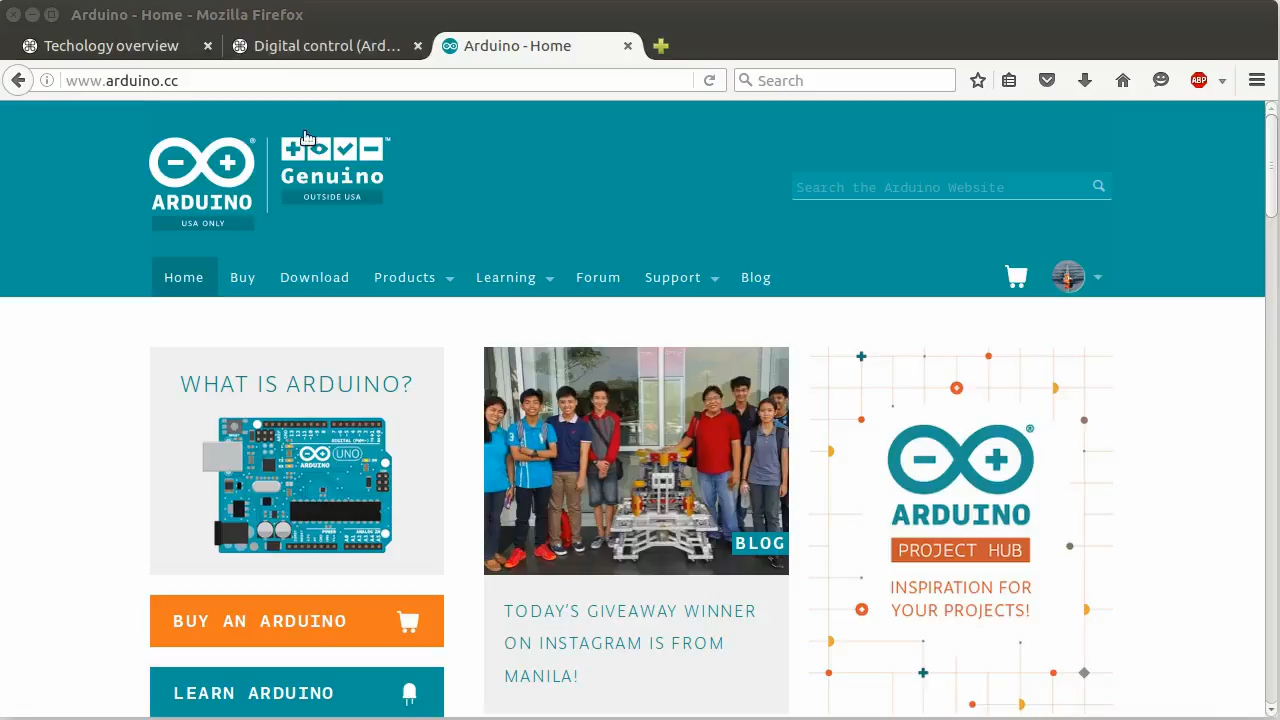 Arduino - Home - Mozilla Firefox
Techology overview
Digital control (Ard...
Arduino - Home
www.arduino.cc
Search
ABP
ARDUINO
USA ONLY
Genuino
OUTSIDE USA
Search the Arduino Website
Home
Buy
Download
Products
Learning
Forum
Support
Blog
WHAT IS ARDUINO?
UNO
BUY AN ARDUINO
LEARN ARDUINO
BLOG
TODAY'S GIVEAWAY WINNER
ON INSTAGRAM IS FROM
MANILA!
ARDUINO
PROJECT HUB
INSPIRATION FOR
YOUR PROJECTS!